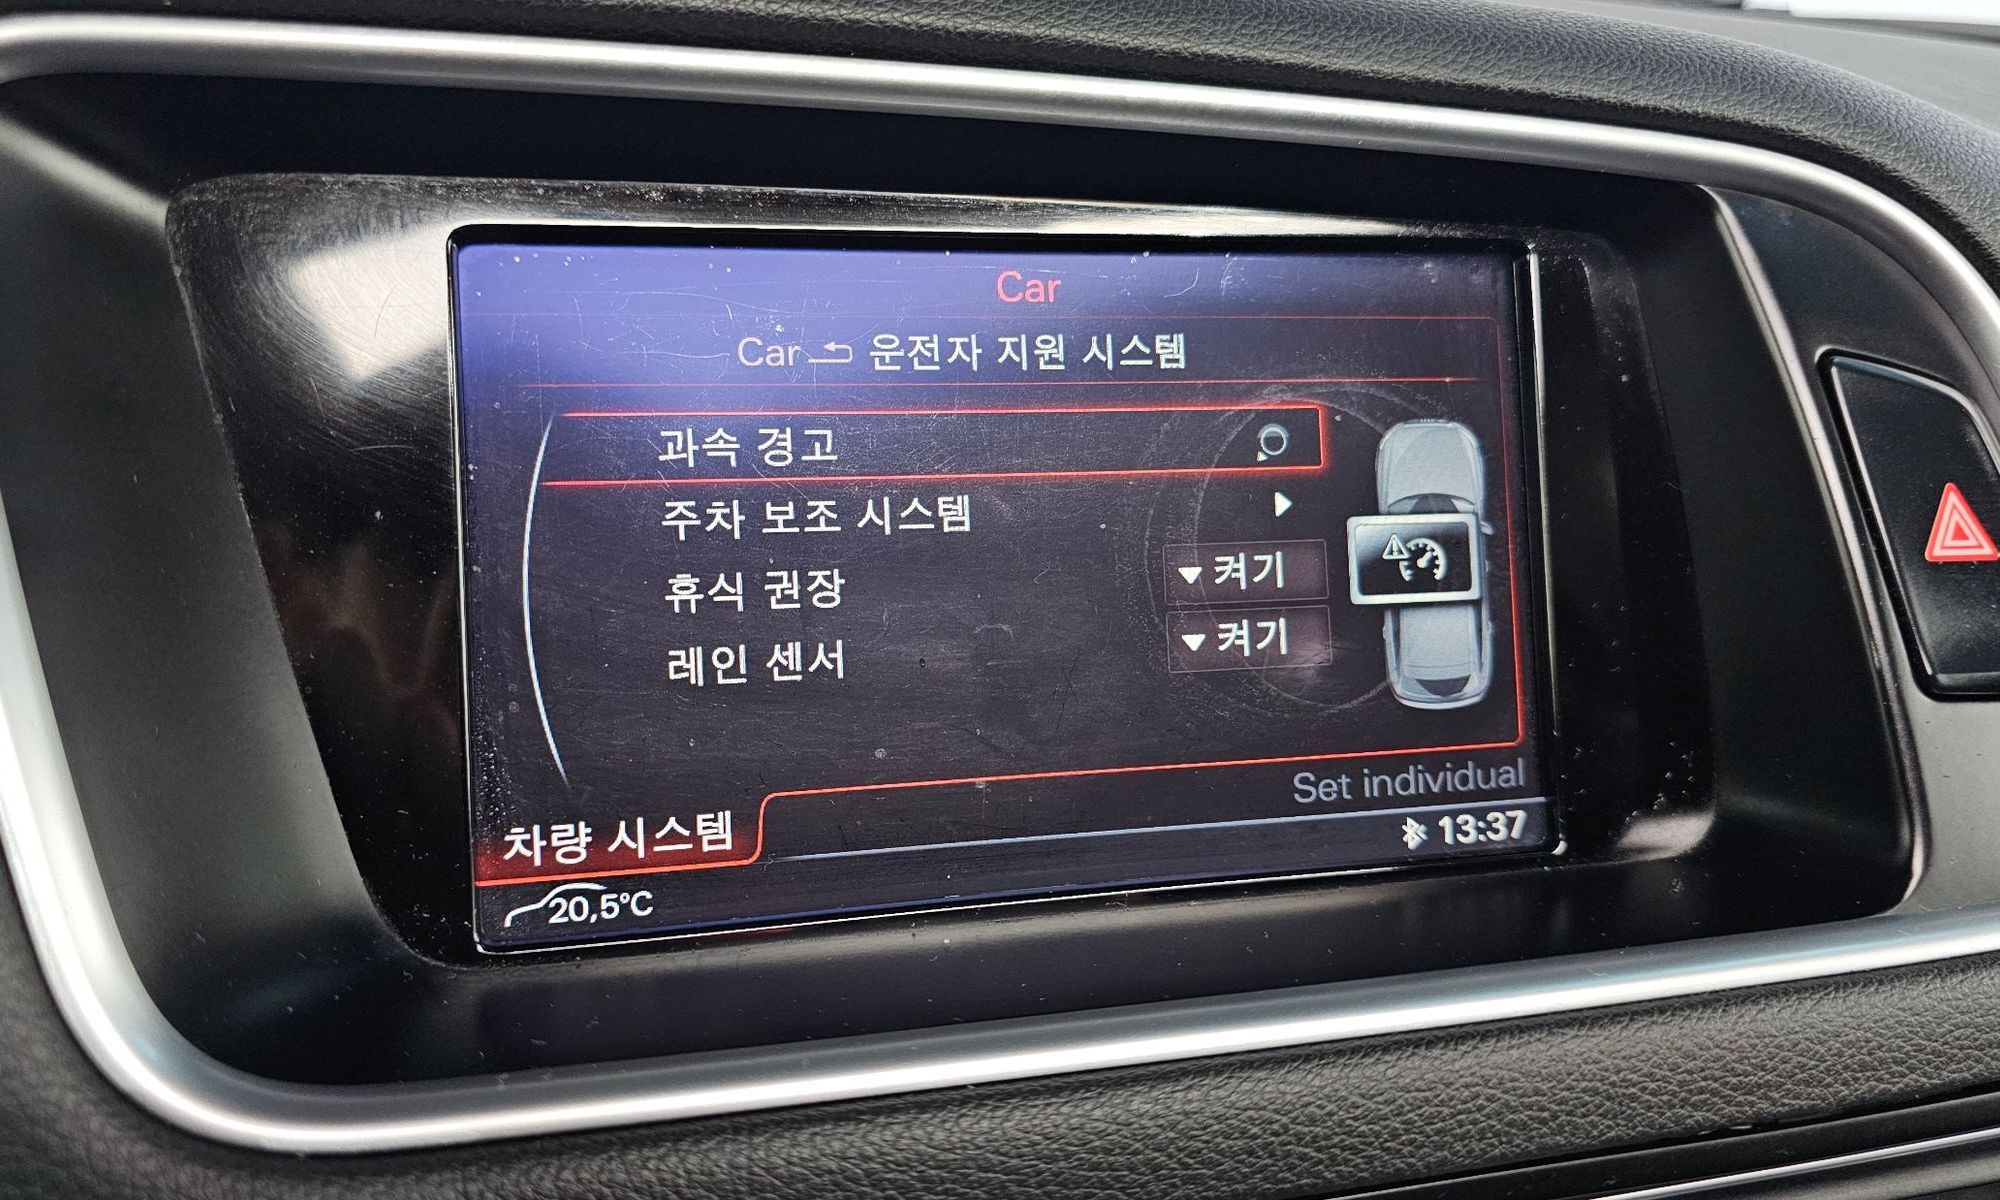 Car
Car 운전자 지원 시스템
과속 경고
주차 보조 시스템
휴식 권장 켜기
레인 센서 켜기
Set individual
차량 시스템
13:37
20,5°C